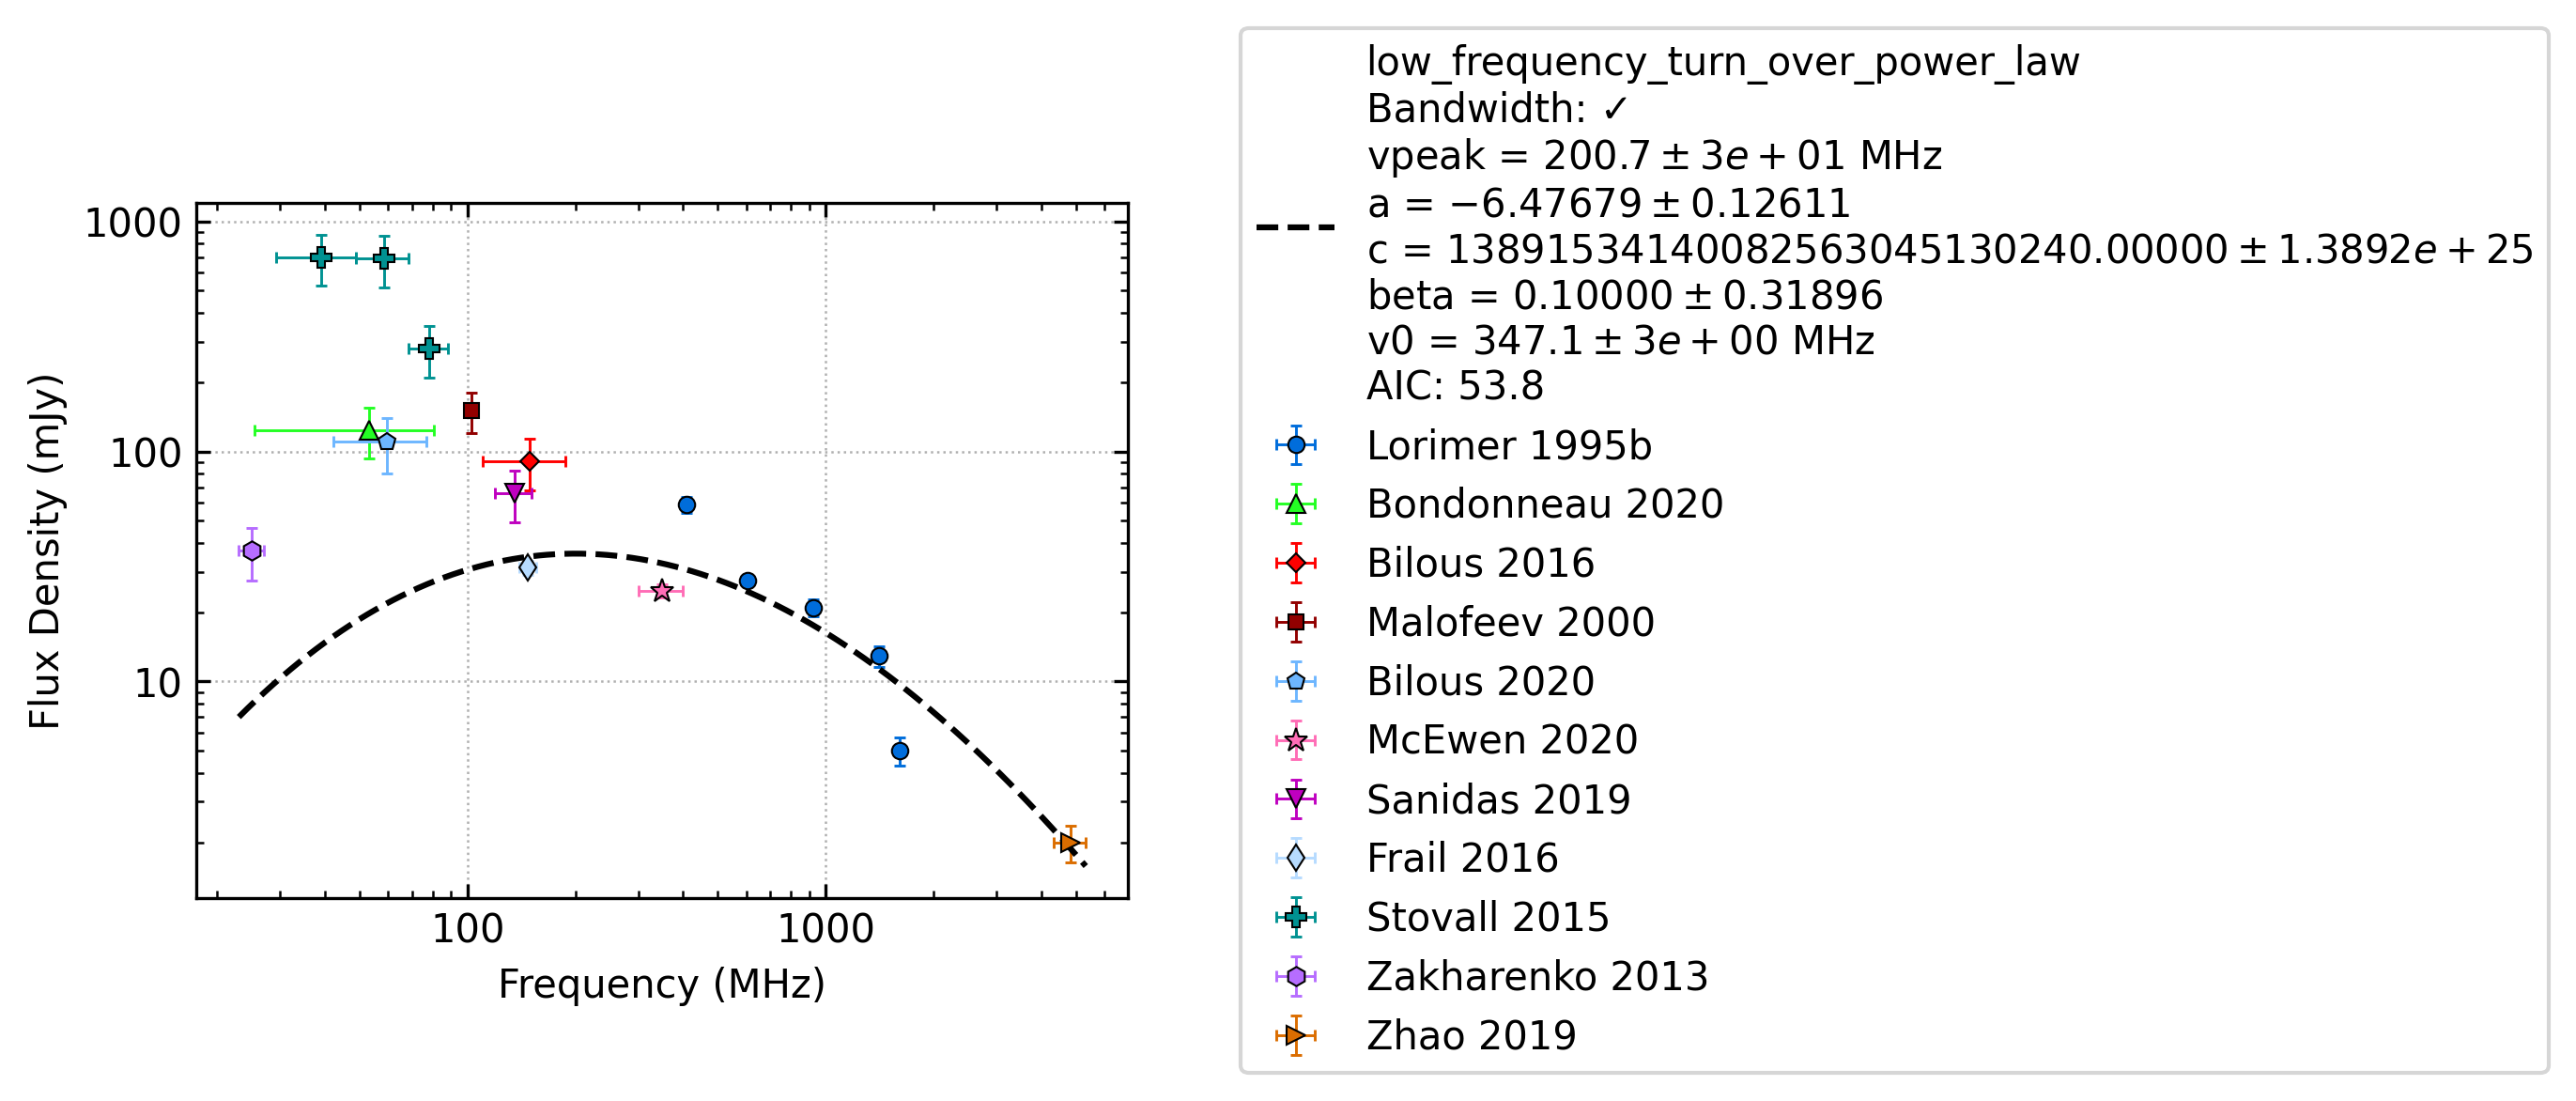 1000
100
10
Flux Density (mJy)
100 1000
Frequency (MHz)
low_frequency_turn_over_power_law
Bandwidth: ✓
vpeak = 200.7 ± 3e + 01 MHz
a = −6.47679 ± 0.12611
c = 13891534140082563045130240.00000 ± 1.3892e + 25
beta = 0.10000 ± 0.31896
v0 = 347.1 ± 3e + 00 MHz
AIC: 53.8
Lorimer 1995b
Bondonneau 2020
Bilous 2016
Malofeev 2000
Bilous 2020
McEwen 2020
Sanidas 2019
Frail 2016
Stovall 2015
Zakharenko 2013
Zhao 2019